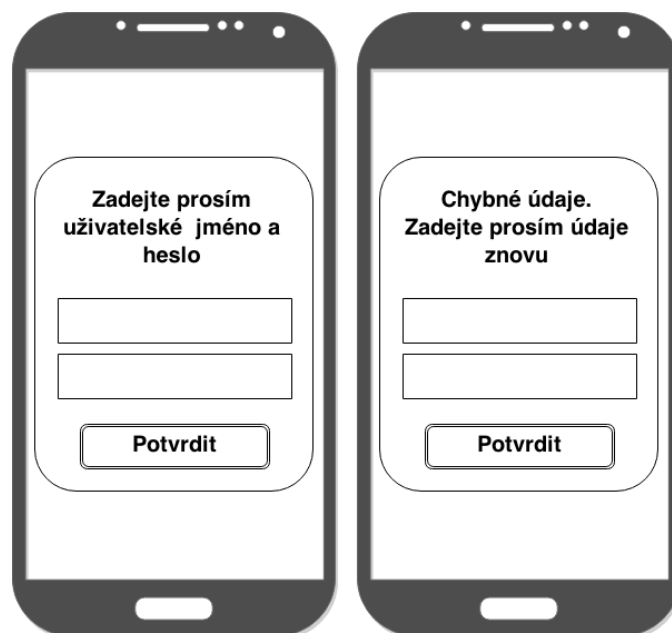 Zadejte prosím
uživatelské jméno a
heslo
Potvrdit
Chybné údaje.
Zadejte prosím údaje
znovu
Potvrdit